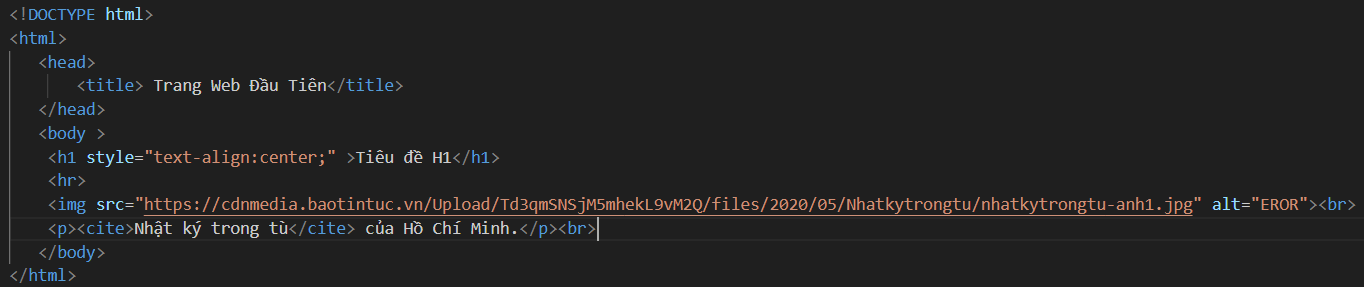 <!DOCTYPE html>
<html>
<head>
<title> Trang Web Đầu Tiên</title>
</head>
<body >
<h1 style="text-align:center;" >Tiêu đề H1</h1>
<hr>
<img src="https://cdnmedia.baotintuc.vn/Upload/Td3qmSNSjM5mhekL9vM2Q/files/2020/05/Nhatkytrongtu/nhatkytrongtu-anh1.jpg" alt="EROR"><br>
<p><cite>Nhật ký trong tù</cite> của Hồ Chí Minh.</p><br>
</body>
</html>